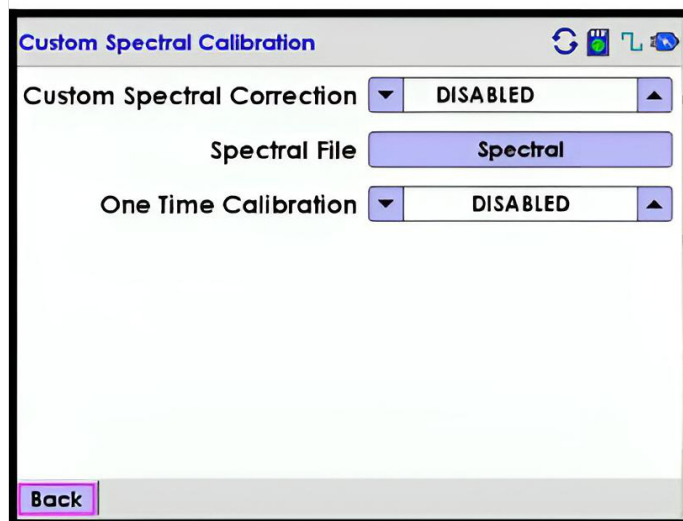 Custom Spectral Calibration
Custom Spectral Correction DISABLED
Spectral File Spectral
One Time Calibration DISABLED
Back